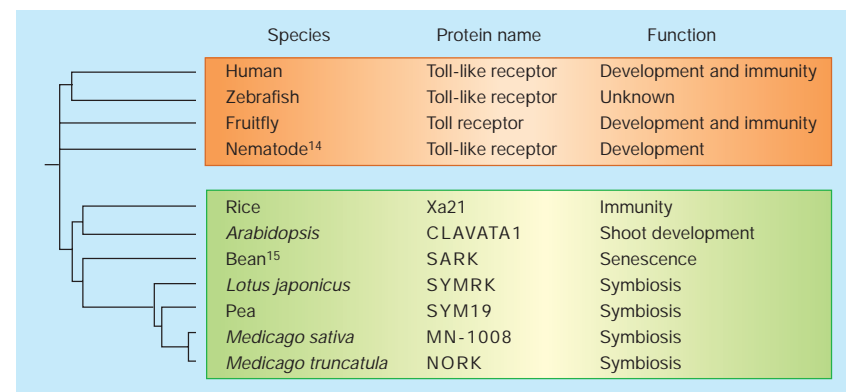 Species Protein name Function
Human Toll-like receptor Development and immunity
Zebrafish Toll-like receptor Unknown
Fruitfly Toll receptor Development and immunity
Nematode14 Toll-like receptor Development
Rice Xa21 Immunity
Arabidopsis CLAVATA1 Shoot development
Bean15 SARK Senescence
Lotus japonicus SYMRK Symbiosis
Pea SYM19 Symbiosis
Medicago sativa MN-1008 Symbiosis
Medicago truncatula NORK Symbiosis